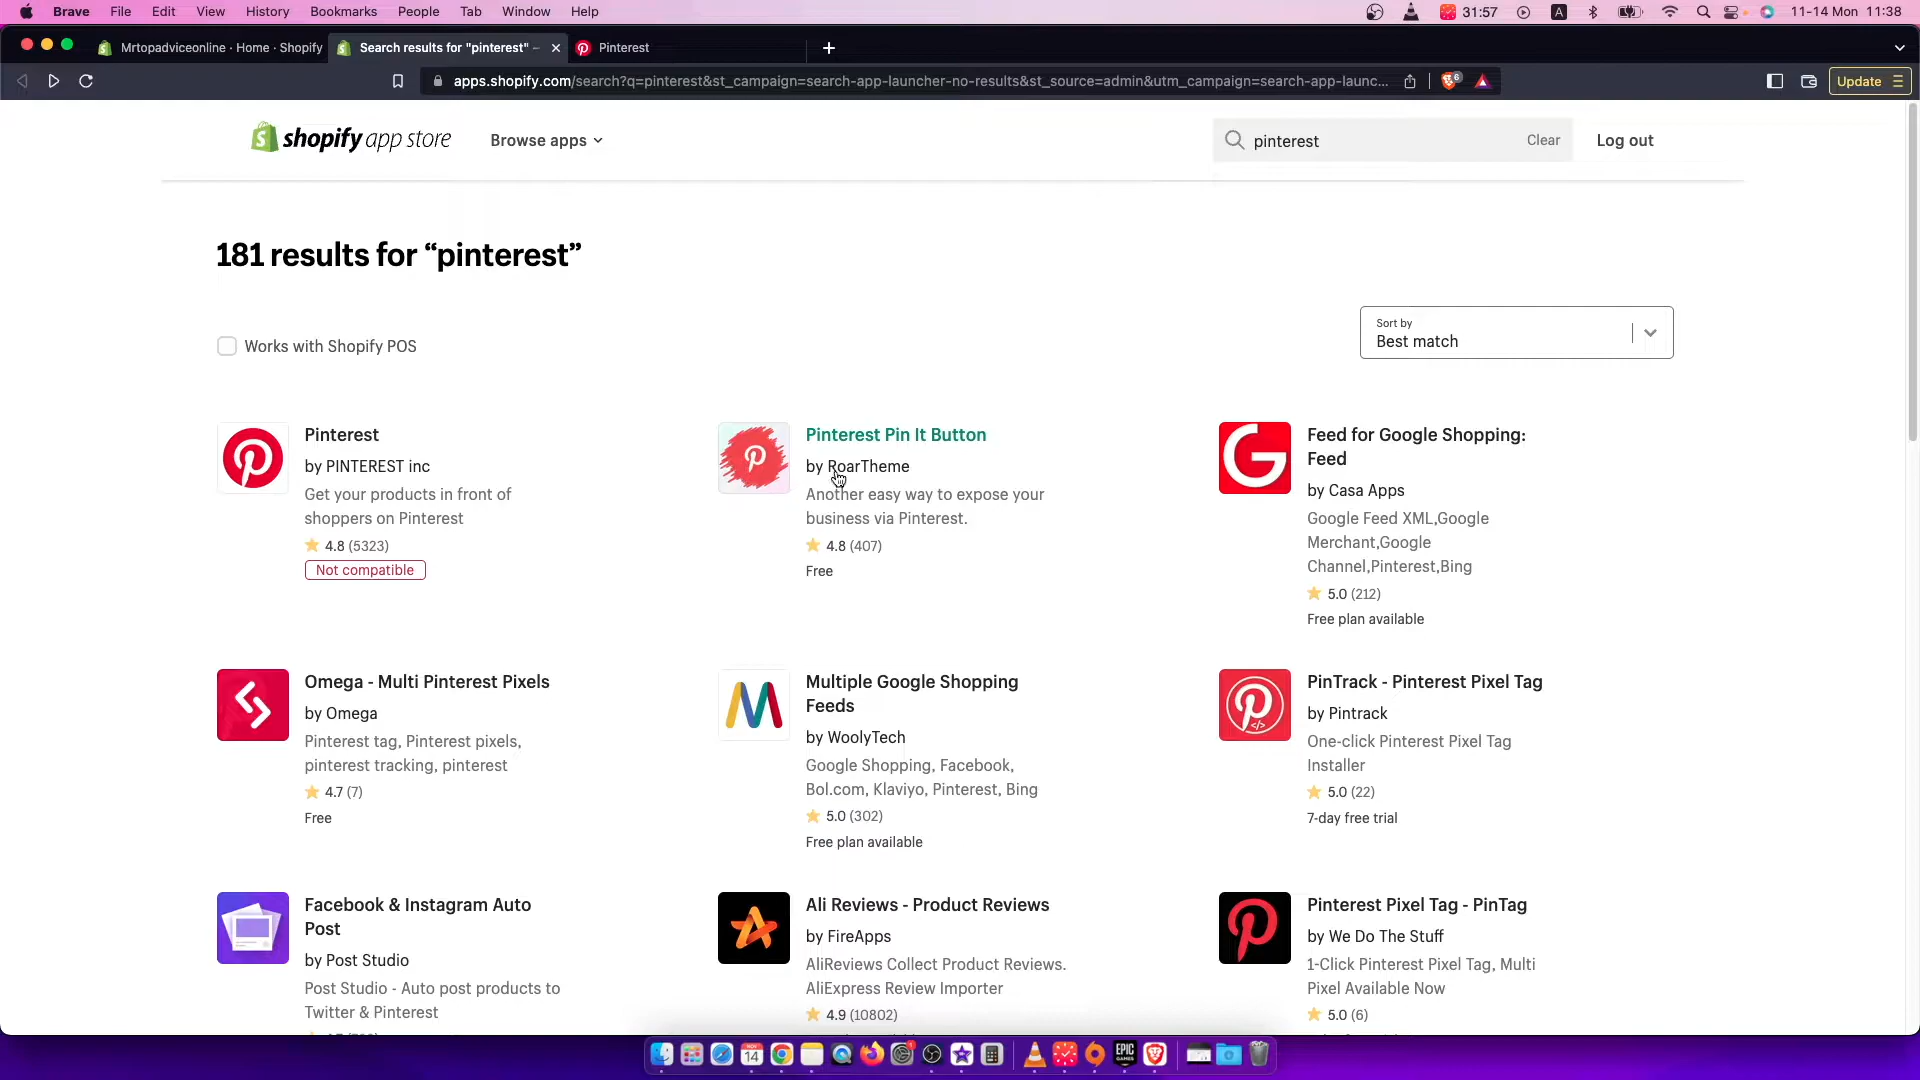 Brave File Edit View History Bookmarks People Tab Window Help 31:57 A 11-14 Mon 11:38
Mrtopadviceonline · Home · Shopify Search results for "pinterest" – Pinterest
apps.shopify.com/search?q=pinterest&st_campaign=search-app-launcher-no-results&st_source=admin&utm_campaign=search-app-launc... 6 Update
shopify app store Browse apps pinterest Clear Log out
181 results for “pinterest”
Works with Shopify POS
Sort by
Best match
Pinterest
by PINTEREST inc
Get your products in front of
shoppers on Pinterest
4.8 (5323)
Not compatible
Pinterest Pin It Button
by RoarTheme
Another easy way to expose your
business via Pinterest.
4.8 (407)
Free
Feed for Google Shopping:
Feed
by Casa Apps
Google Feed XML,Google
Merchant,Google
Channel,Pinterest,Bing
5.0 (212)
Free plan available
Omega - Multi Pinterest Pixels
by Omega
Pinterest tag, Pinterest pixels,
pinterest tracking, pinterest
4.7 (7)
Free
Multiple Google Shopping
Feeds
by WoolyTech
Google Shopping, Facebook,
Bol.com, Klaviyo, Pinterest, Bing
5.0 (302)
Free plan available
PinTrack - Pinterest Pixel Tag
by Pintrack
One-click Pinterest Pixel Tag
Installer
5.0 (22)
7-day free trial
Facebook & Instagram Auto
Post
by Post Studio
Post Studio - Auto post products to
Twitter & Pinterest
Ali Reviews - Product Reviews
by FireApps
AliReviews Collect Product Reviews.
AliExpress Review Importer
4.9 (10802)
Pinterest Pixel Tag - PinTag
by We Do The Stuff
1-Click Pinterest Pixel Tag, Multi
Pixel Available Now
5.0 (6)
14
EPIC
GAMES